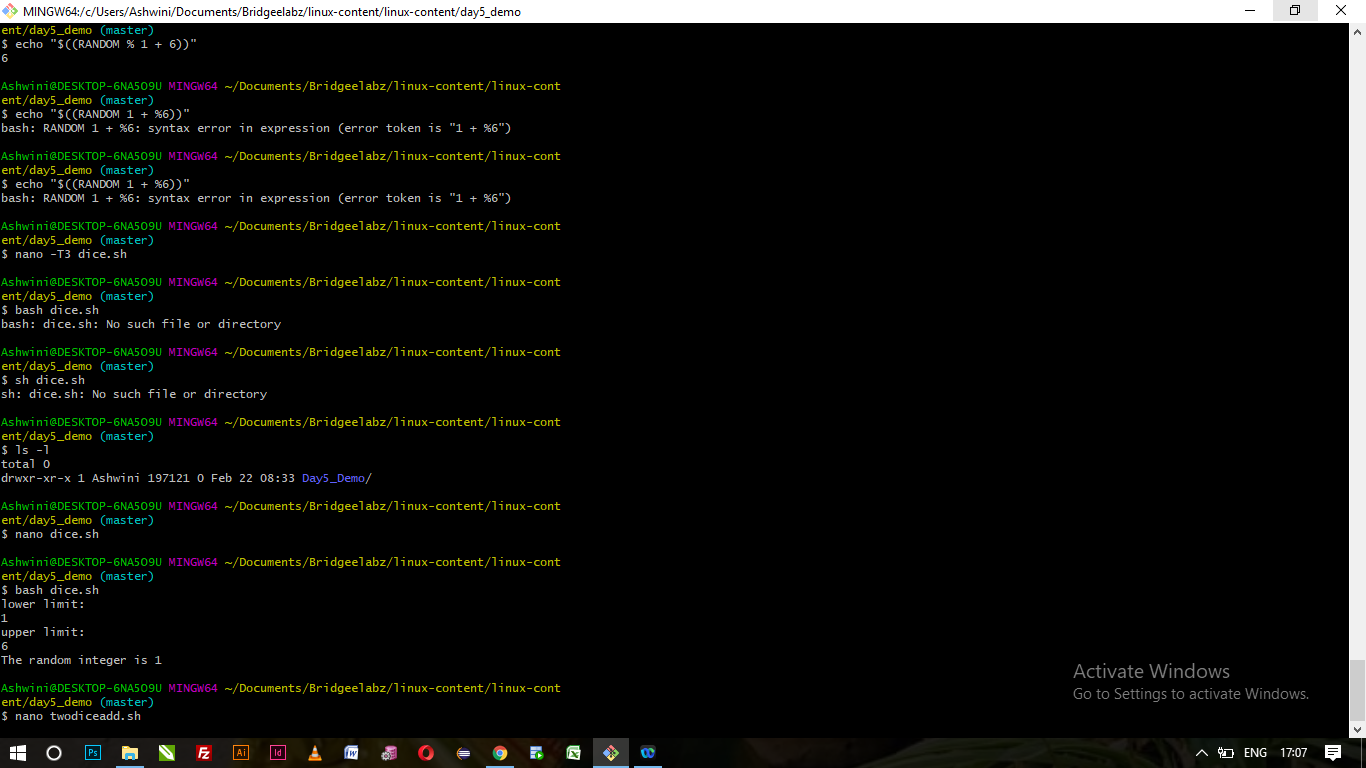 MINGW64:/c/Users/Ashwini/Documents/Bridgeelabz/linux-content/linux-content/day5_demo
ent/day5_demo (master)
$ echo "$((RANDOM % 1 + 6))"
6
Ashwini@DESKTOP-6NA5O9U MINGW64 ~/Documents/Bridgeelabz/linux-content/linux-cont
ent/day5_demo (master)
$ echo "$((RANDOM 1 + %6))"
bash: RANDOM 1 + %6: syntax error in expression (error token is "1 + %6")
Ashwini@DESKTOP-6NA5O9U MINGW64 ~/Documents/Bridgeelabz/linux-content/linux-cont
ent/day5_demo (master)
$ echo "$((RANDOM 1 + %6))"
bash: RANDOM 1 + %6: syntax error in expression (error token is "1 + %6")
Ashwini@DESKTOP-6NA5O9U MINGW64 ~/Documents/Bridgeelabz/linux-content/linux-cont
ent/day5_demo (master)
$ nano -T3 dice.sh
Ashwini@DESKTOP-6NA5O9U MINGW64 ~/Documents/Bridgeelabz/linux-content/linux-cont
ent/day5_demo (master)
$ bash dice.sh
bash: dice.sh: No such file or directory
Ashwini@DESKTOP-6NA5O9U MINGW64 ~/Documents/Bridgeelabz/linux-content/linux-cont
ent/day5_demo (master)
$ sh dice.sh
sh: dice.sh: No such file or directory
Ashwini@DESKTOP-6NA5O9U MINGW64 ~/Documents/Bridgeelabz/linux-content/linux-cont
ent/day5_demo (master)
$ ls -l
total 0
drwxr-xr-x 1 Ashwini 197121 0 Feb 22 08:33 Day5_Demo/
Ashwini@DESKTOP-6NA5O9U MINGW64 ~/Documents/Bridgeelabz/linux-content/linux-cont
ent/day5_demo (master)
$ nano dice.sh
Ashwini@DESKTOP-6NA5O9U MINGW64 ~/Documents/Bridgeelabz/linux-content/linux-cont
ent/day5_demo (master)
$ bash dice.sh
lower limit:
1
upper limit:
6
The random integer is 1
Ashwini@DESKTOP-6NA5O9U MINGW64 ~/Documents/Bridgeelabz/linux-content/linux-cont
ent/day5_demo (master)
$ nano twodiceadd.sh
Activate Windows
Go to Settings to activate Windows.
Ps
Fz
Ai
Id
W
X
ENG
17:07